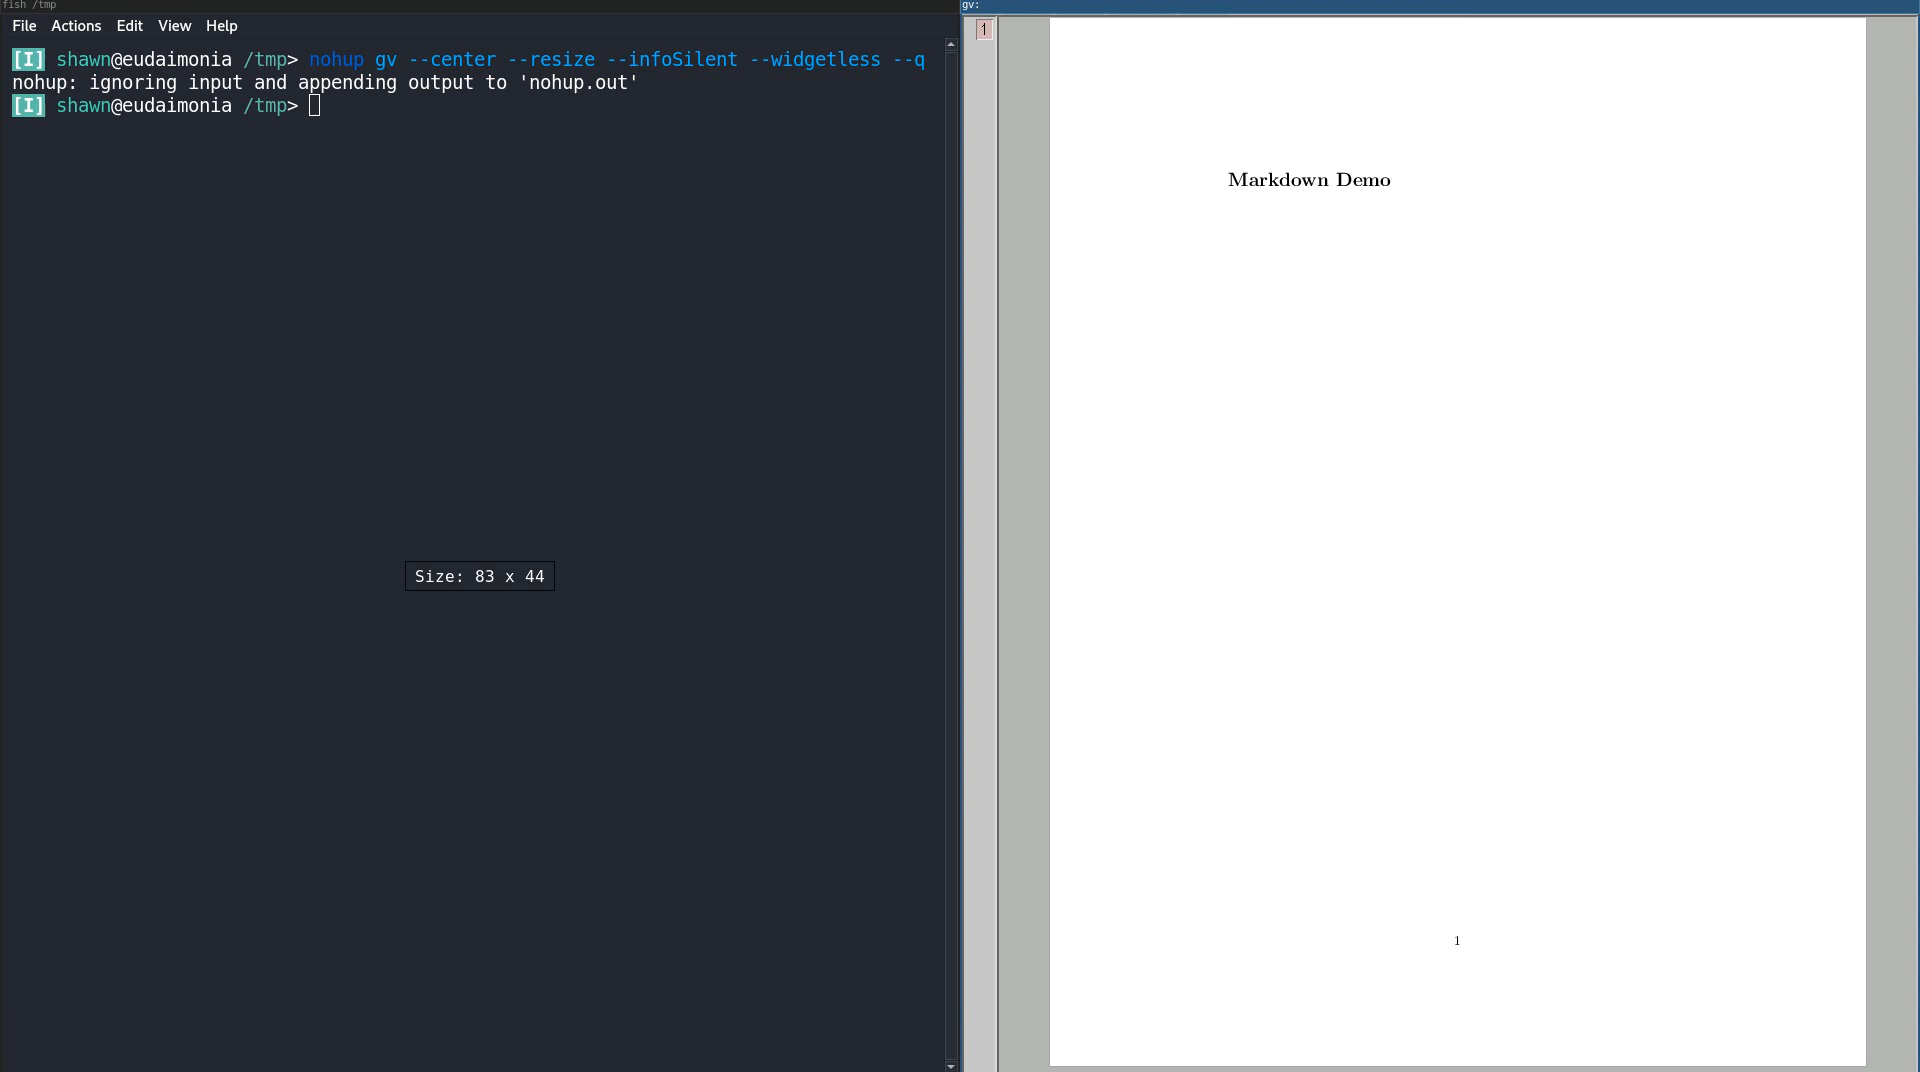 fish /tmp
File Actions Edit View Help
[I] shawn@eudaimonia /tmp> nohup gv --center --resize --infoSilent --widgetless --q
nohup: ignoring input and appending output to 'nohup.out'
[I] shawn@eudaimonia /tmp>
Size: 83 x 44
gv:
1
Markdown Demo
1